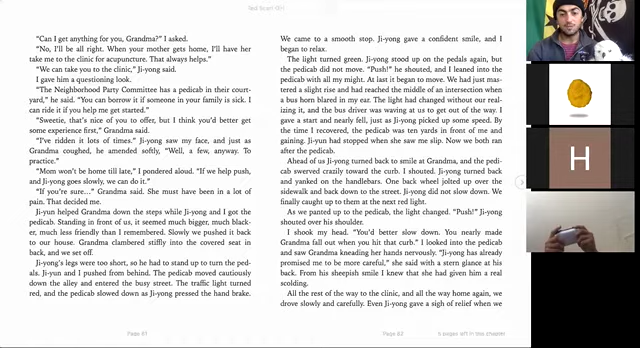 Red Scarf Girl
“Can I get anything for you, Grandma?” I asked.
“No, I’ll be all right. When your mother gets home, I’ll have her
take me to the clinic for acupuncture. That always helps.”
“We can take you to the clinic,” Ji-yong said.
I gave him a questioning look.
“The Neighborhood Party Committee has a pedicab in their court-
yard,” he said. “You can borrow it if someone in your family is sick. I
can ride it if you help me get started.”
“Sweetie, that’s nice of you to offer, but I think you’d better get
some experience first,” Grandma said.
“I’ve ridden it lots of times.” Ji-yong saw my face, and just as
Grandma coughed, he amended softly, “Well, a few, anyway. To
practice.”
“Mom won’t be home till late,” I pondered aloud. “If we help push,
and Ji-yong goes slowly, we can do it.”
“If you’re sure...” Grandma said. She must have been in a lot of
pain. That decided me.
Ji-yun helped Grandma down the steps while Ji-yong and I got the
pedicab. Standing in front of us, it seemed much bigger, much black-
er, much less friendly than I remembered. Slowly we pushed it back
to our house. Grandma clambered stiffly into the covered seat in
back, and we set off.
Ji-yong’s legs were too short, so he had to stand up to turn the ped-
als. Ji-yun and I pushed from behind. The pedicab moved cautiously
down the alley and entered the busy street. The traffic light turned
red, and the pedicab slowed down as Ji-yong pressed the hand brake.
Page 81
We came to a smooth stop. Ji-yong gave a confident smile, and I
began to relax.
The light turned green. Ji-yong stood up on the pedals again, but
the pedicab did not move. “Push!” he shouted, and I leaned into the
pedicab with all my might. At last it began to move. We had just mas-
tered a slight rise and had reached the middle of an intersection when
a bus horn blared in my ear. The light had changed without our real-
izing it, and the bus driver was waving at us to get out of the way. I
gave a start and nearly fell, just as Ji-yong picked up some speed. By
the time I recovered, the pedicab was ten yards in front of me and
gaining. Ji-yun had stopped when she saw me slip. Now we both ran
after the pedicab.
Ahead of us Ji-yong turned back to smile at Grandma, and the pedi-
cab swerved crazily toward the curb. I shouted. Ji-yong turned back
and yanked on the handlebars. One back wheel jolted up over the
sidewalk and back down to the street. Ji-yong did not slow down. We
finally caught up to them at the next red light.
As we panted up to the pedicab, the light changed. “Push!” Ji-yong
shouted over his shoulder.
I shook my head. “You’d better slow down. You nearly made
Grandma fall out when you hit that curb.” I looked into the pedicab
and saw Grandma kneading her hands nervously. “Ji-yong has already
promised me to be more careful,” she said with a stern glance at his
back. From his sheepish smile I knew that she had given him a real
scolding.
All the rest of the way to the clinic, and all the way home again, we
drove slowly and carefully. Even Ji-yong gave a sigh of relief when we
Page 82
5 pages left in this chapter
H